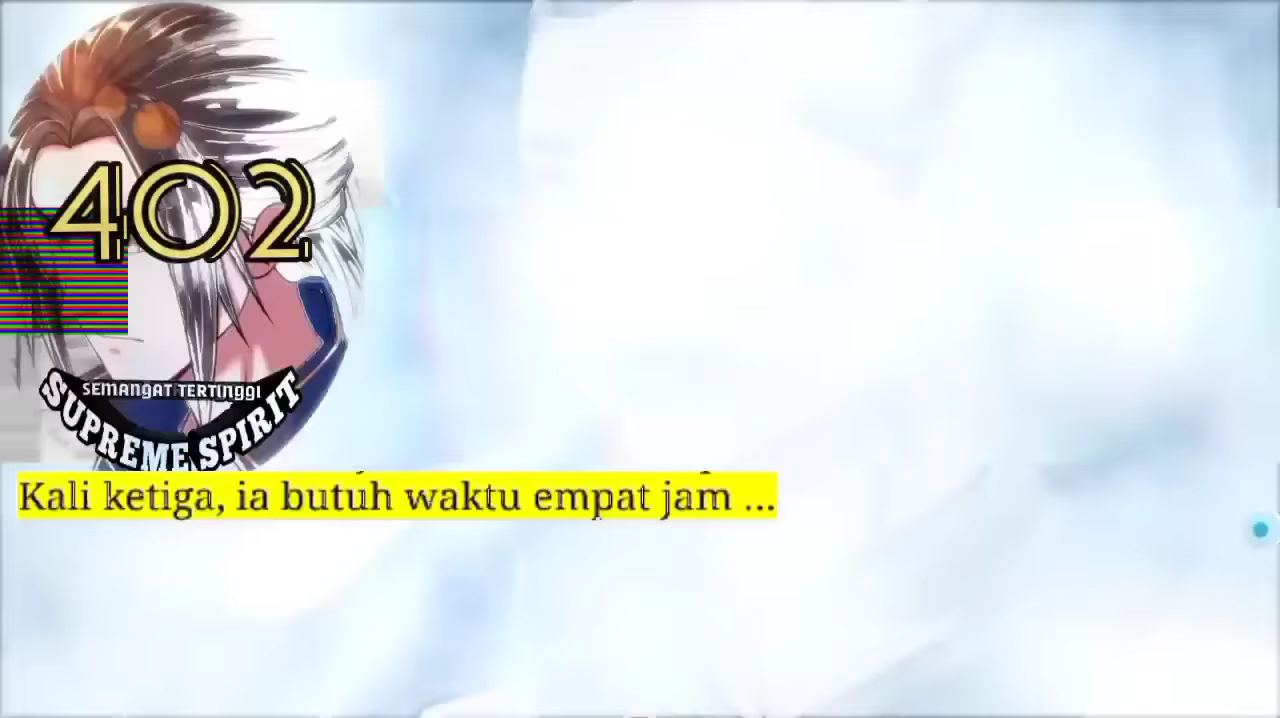 402
SEMANGAT TERTINGGI
SUPREME SPIRIT
Kali ketiga, ia butuh waktu empat jam ...